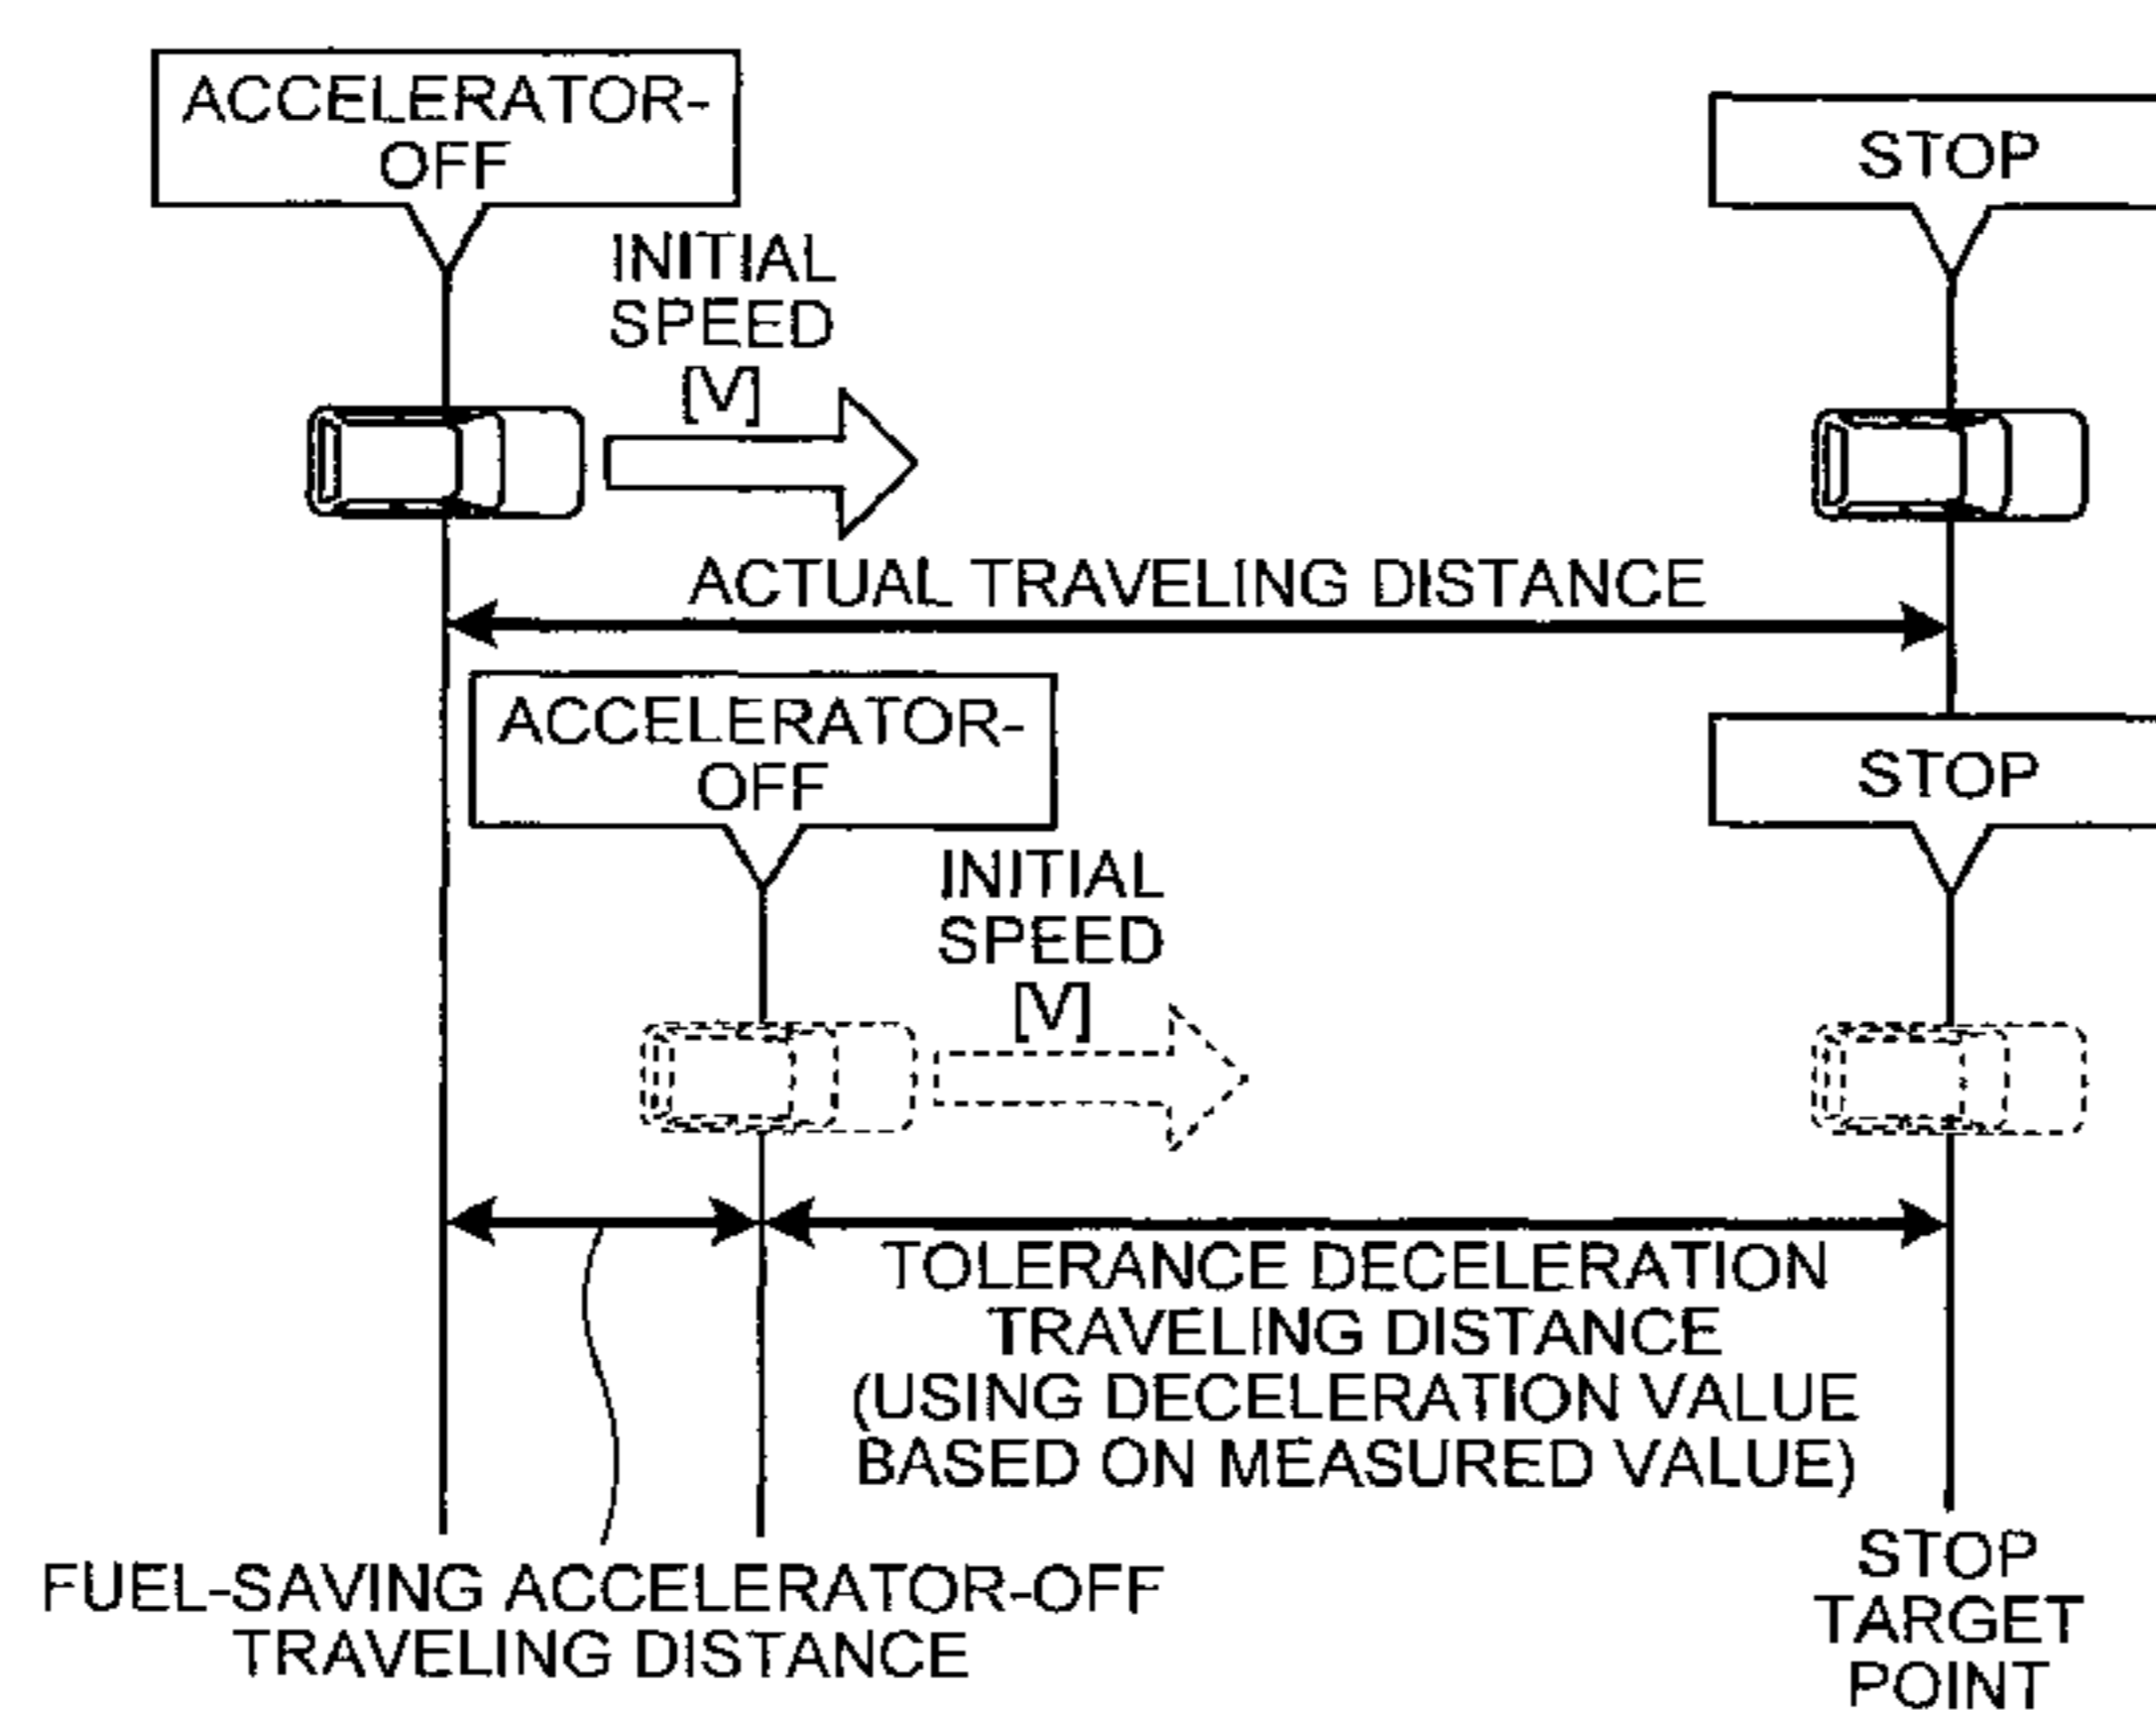 ACCELERATOR-
OFF
STOP
INITIAL
SPEED
[V]
ACTUAL TRAVELING DISTANCE
ACCELERATOR-
OFF
STOP
INITIAL
SPEED
[V]
TOLERANCE DECELERATION
TRAVELING DISTANCE
(USING DECELERATION VALUE
BASED ON MEASURED VALUE)
FUEL-SAVING ACCELERATOR-OFF
TRAVELING DISTANCE
STOP
TARGET
POINT